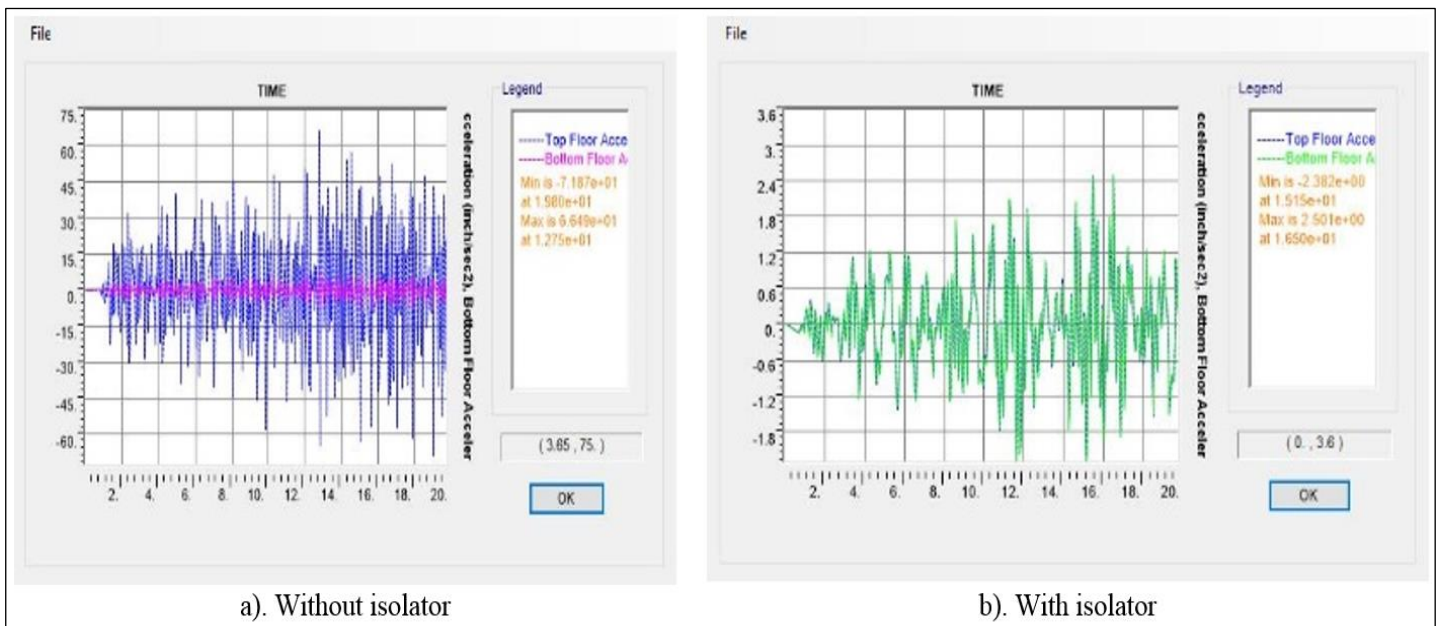 File
TIME
75.
60.
45.
30.
15.
0.
-15.
-30.
-45.
-60.
2. 4. 6. 8. 10. 12. 14. 16. 18. 20.
cceleration (inch/sec2), Bottom Floor Acceler
Legend
Top Floor Acce
Bottom Floor A
Min is -7.187e+01
at 1.980e+01
Max is 6.649e+01
at 1.275e+01
( 3.65 , 75. )
OK
a). Without isolator
File
TIME
3.6
3.
2.4
1.8
1.2
0.6
0.
-0.6
-1.2
-1.8
2. 4. 6. 8. 10. 12. 14. 16. 18. 20.
cceleration (inch/sec2), Bottom Floor Acceler
Legend
Top Floor Acce
Bottom Floor A
Min is -2.382e+00
at 1.515e+01
Max is 2.501e+00
at 1.650e+01
( 0. , 3.6 )
OK
b). With isolator